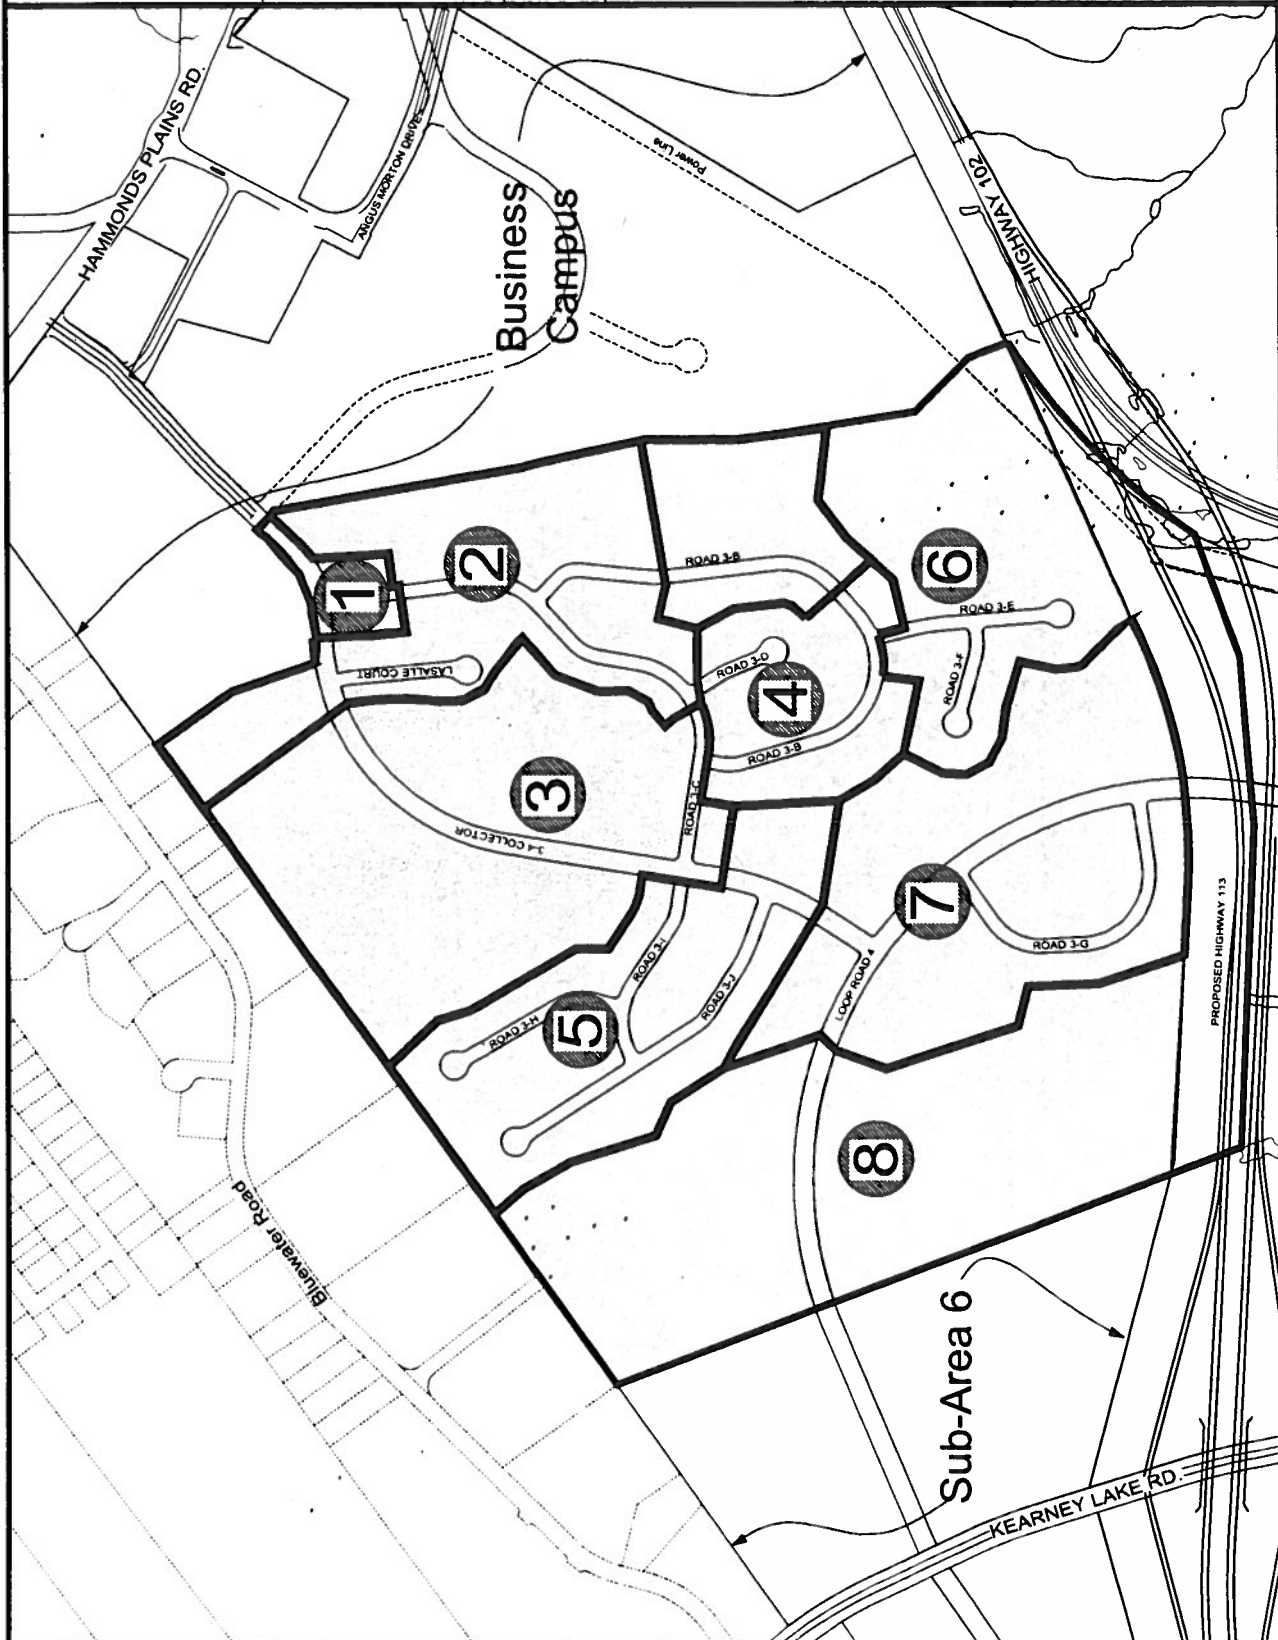 HAMMONDS PLAINS RD.
ANGUS MORTON DRIVE
Power Line
HIGHWAY 102
Business
Campus
1
2
LASALLE COURT
ROAD 3-B
6
ROAD 3-E
ROAD 3-F
ROAD 3-D
4
ROAD 3-B
3
3-4 COLLECTOR
ROAD 3-C
7
ROAD 3-G
LOOP ROAD 4
ROAD 3-I
ROAD 3-J
ROAD 3-H
5
8
PROPOSED HIGHWAY 113
Bluewater Road
Sub-Area 6
KEARNEY LAKE RD.